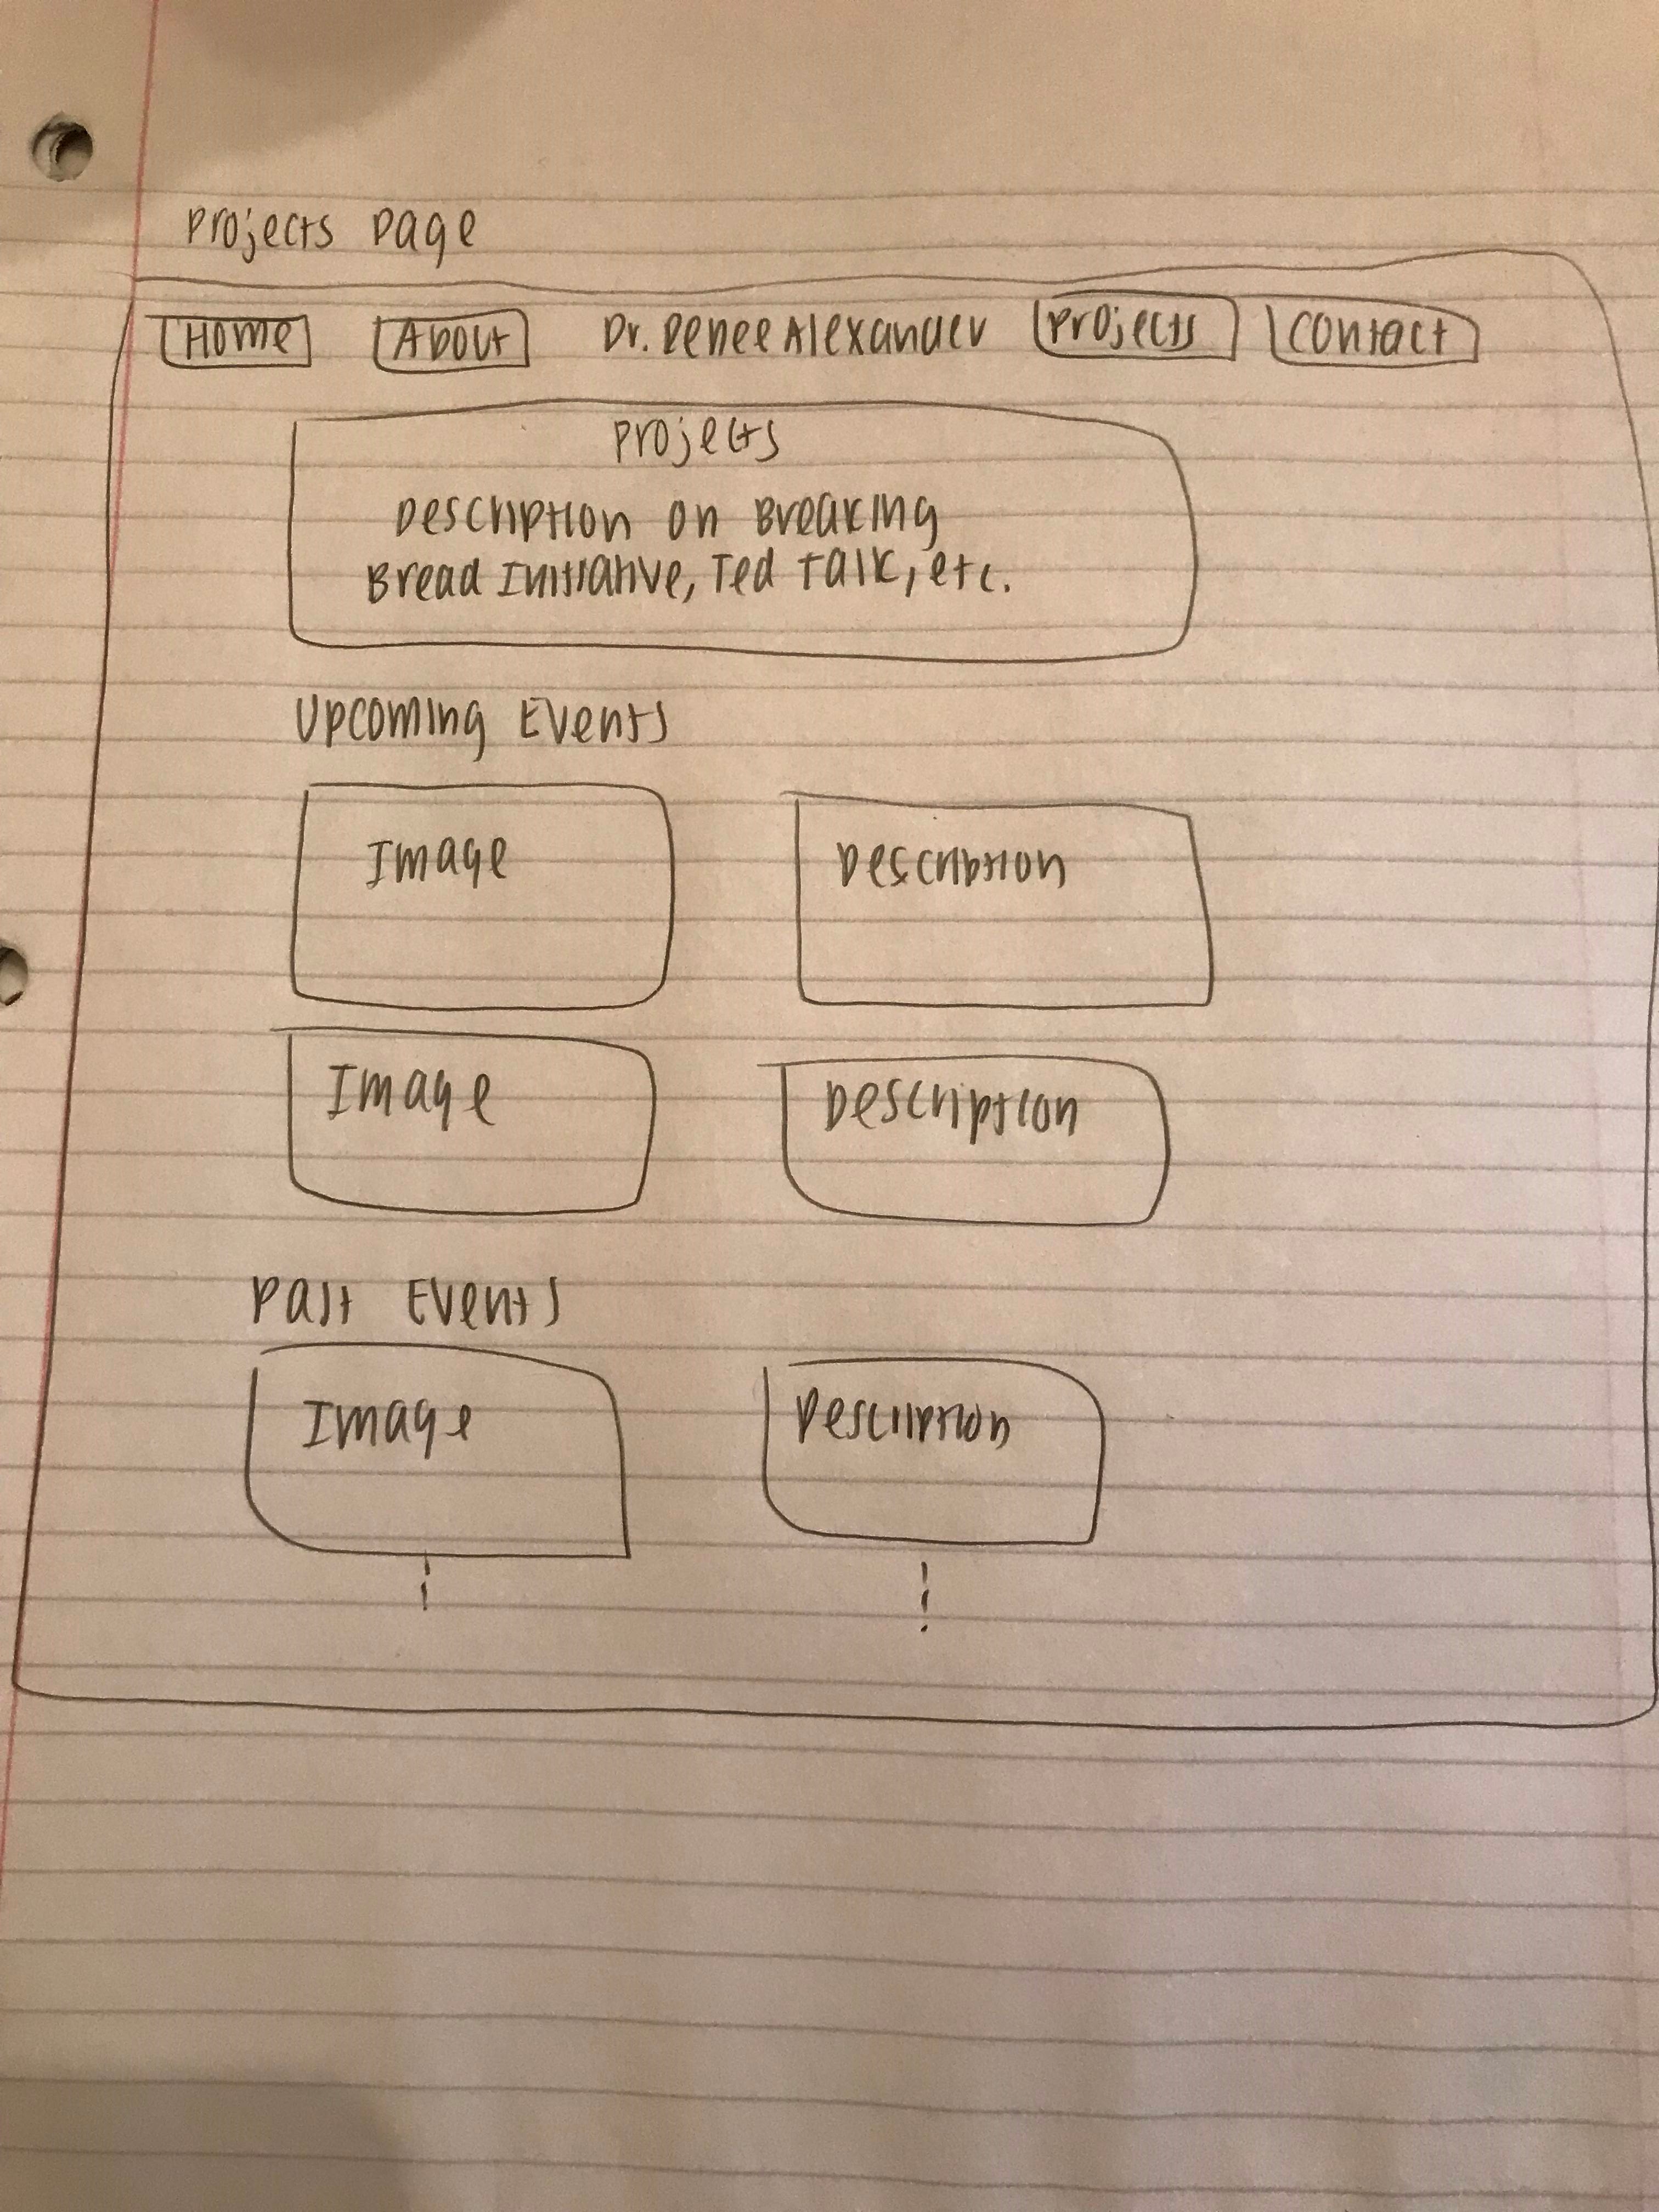 Projects Page
Home About Dr. Renee Alexander Projects Contact
Projects
Description on Breaking
Bread Initiative, Ted Talk, etc.
Upcoming Events
Image Description
Image Description
Past Events
Image Description